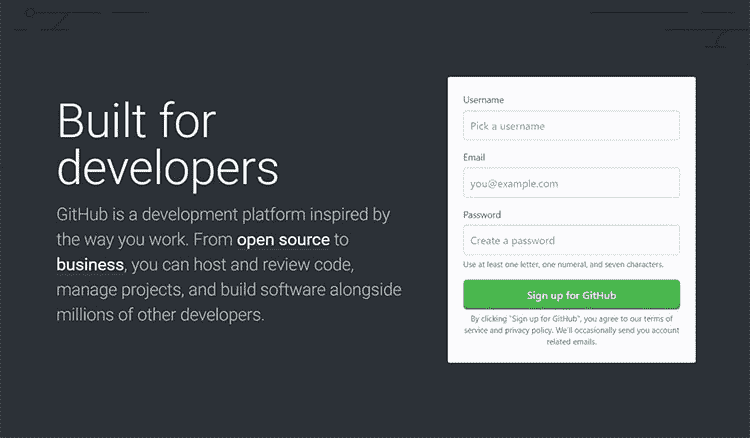 Built for
developers
GitHub is a development platform inspired by
the way you work. From open source to
business, you can host and review code,
manage projects, and build software alongside
millions of other developers.
Username
Pick a username
Email
you@example.com
Password
Create a password
Use at least one letter, one numeral, and seven characters.
Sign up for GitHub
By clicking "Sign up for GitHub", you agree to our terms of
service and privacy policy. We'll occasionally send you account
related emails.